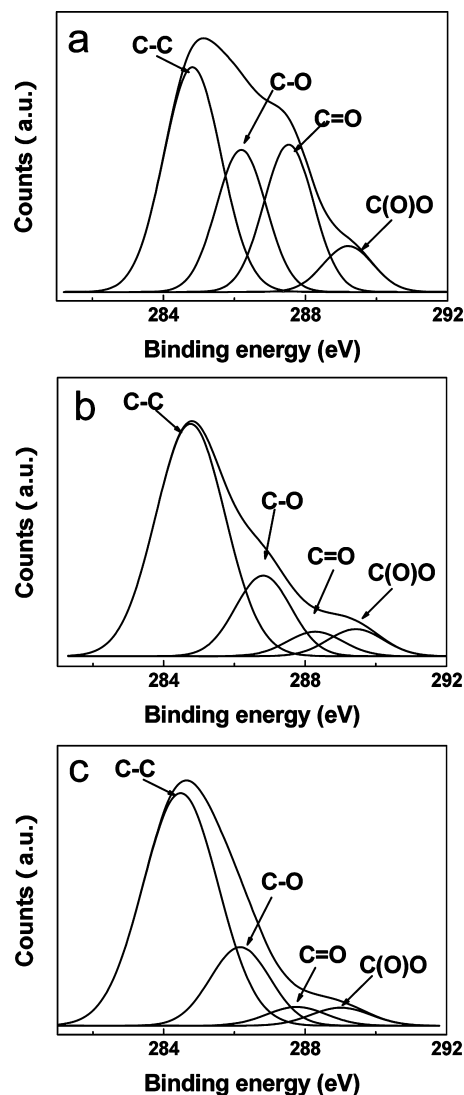 a
C-C
C-O
C=O
C(O)O
Counts ( a.u.)
284 288 292
Binding energy (eV)
b
C-C
C-O
C=O
C(O)O
Counts ( a.u.)
284 288 292
Binding energy (eV)
c
C-C
C-O
C=O
C(O)O
Counts ( a.u.)
284 288 292
Binding energy (eV)